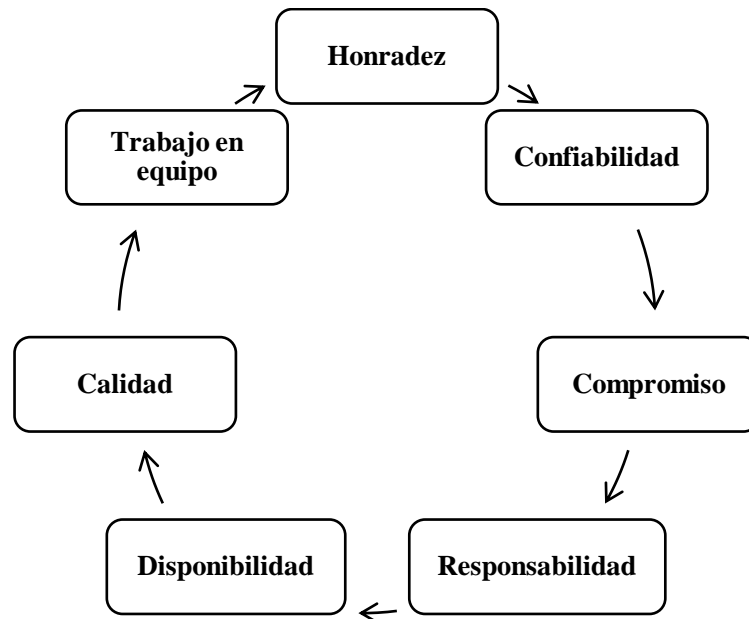 Honradez
Confiabilidad
Compromiso
Responsabilidad
Disponibilidad
Calidad
Trabajo en
equipo